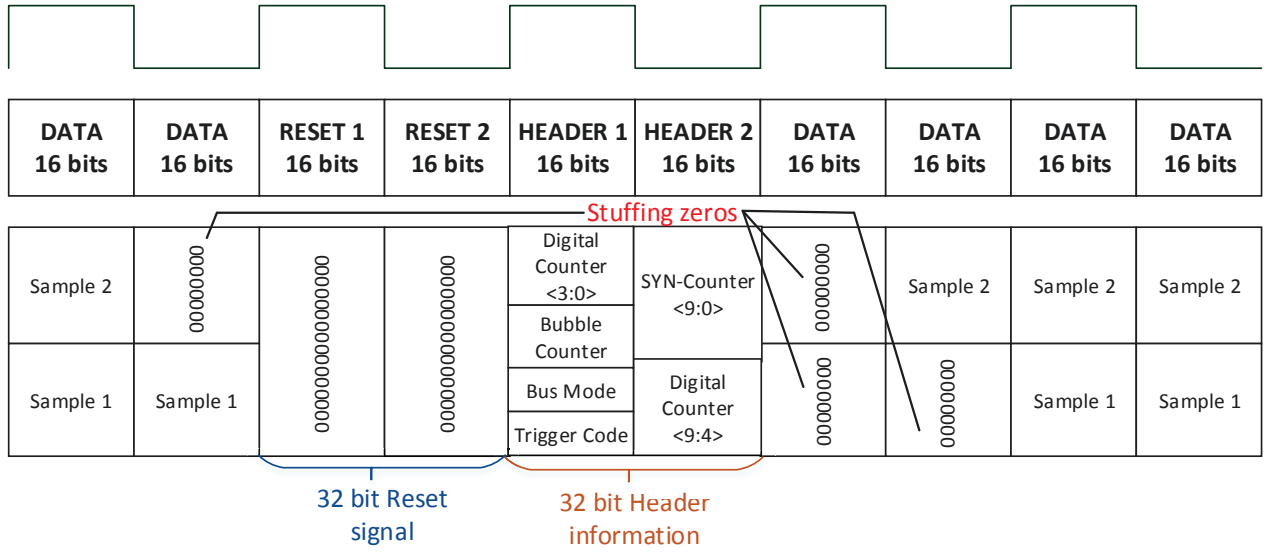 DATA
16 bits
DATA
16 bits
RESET 1
16 bits
RESET 2
16 bits
HEADER 1
16 bits
HEADER 2
16 bits
DATA
16 bits
DATA
16 bits
DATA
16 bits
DATA
16 bits
Stuffing zeros
Sample 2
00000000
0000000000000000
0000000000000000
Digital
Counter
<3:0>
Bubble
Counter
SYN-Counter
<9:0>
00000000
Sample 2
Sample 2
Sample 2
Sample 1
Sample 1
Bus Mode
Trigger Code
Digital
Counter
<9:4>
00000000
00000000
Sample 1
Sample 1
32 bit Reset
signal
32 bit Header
information